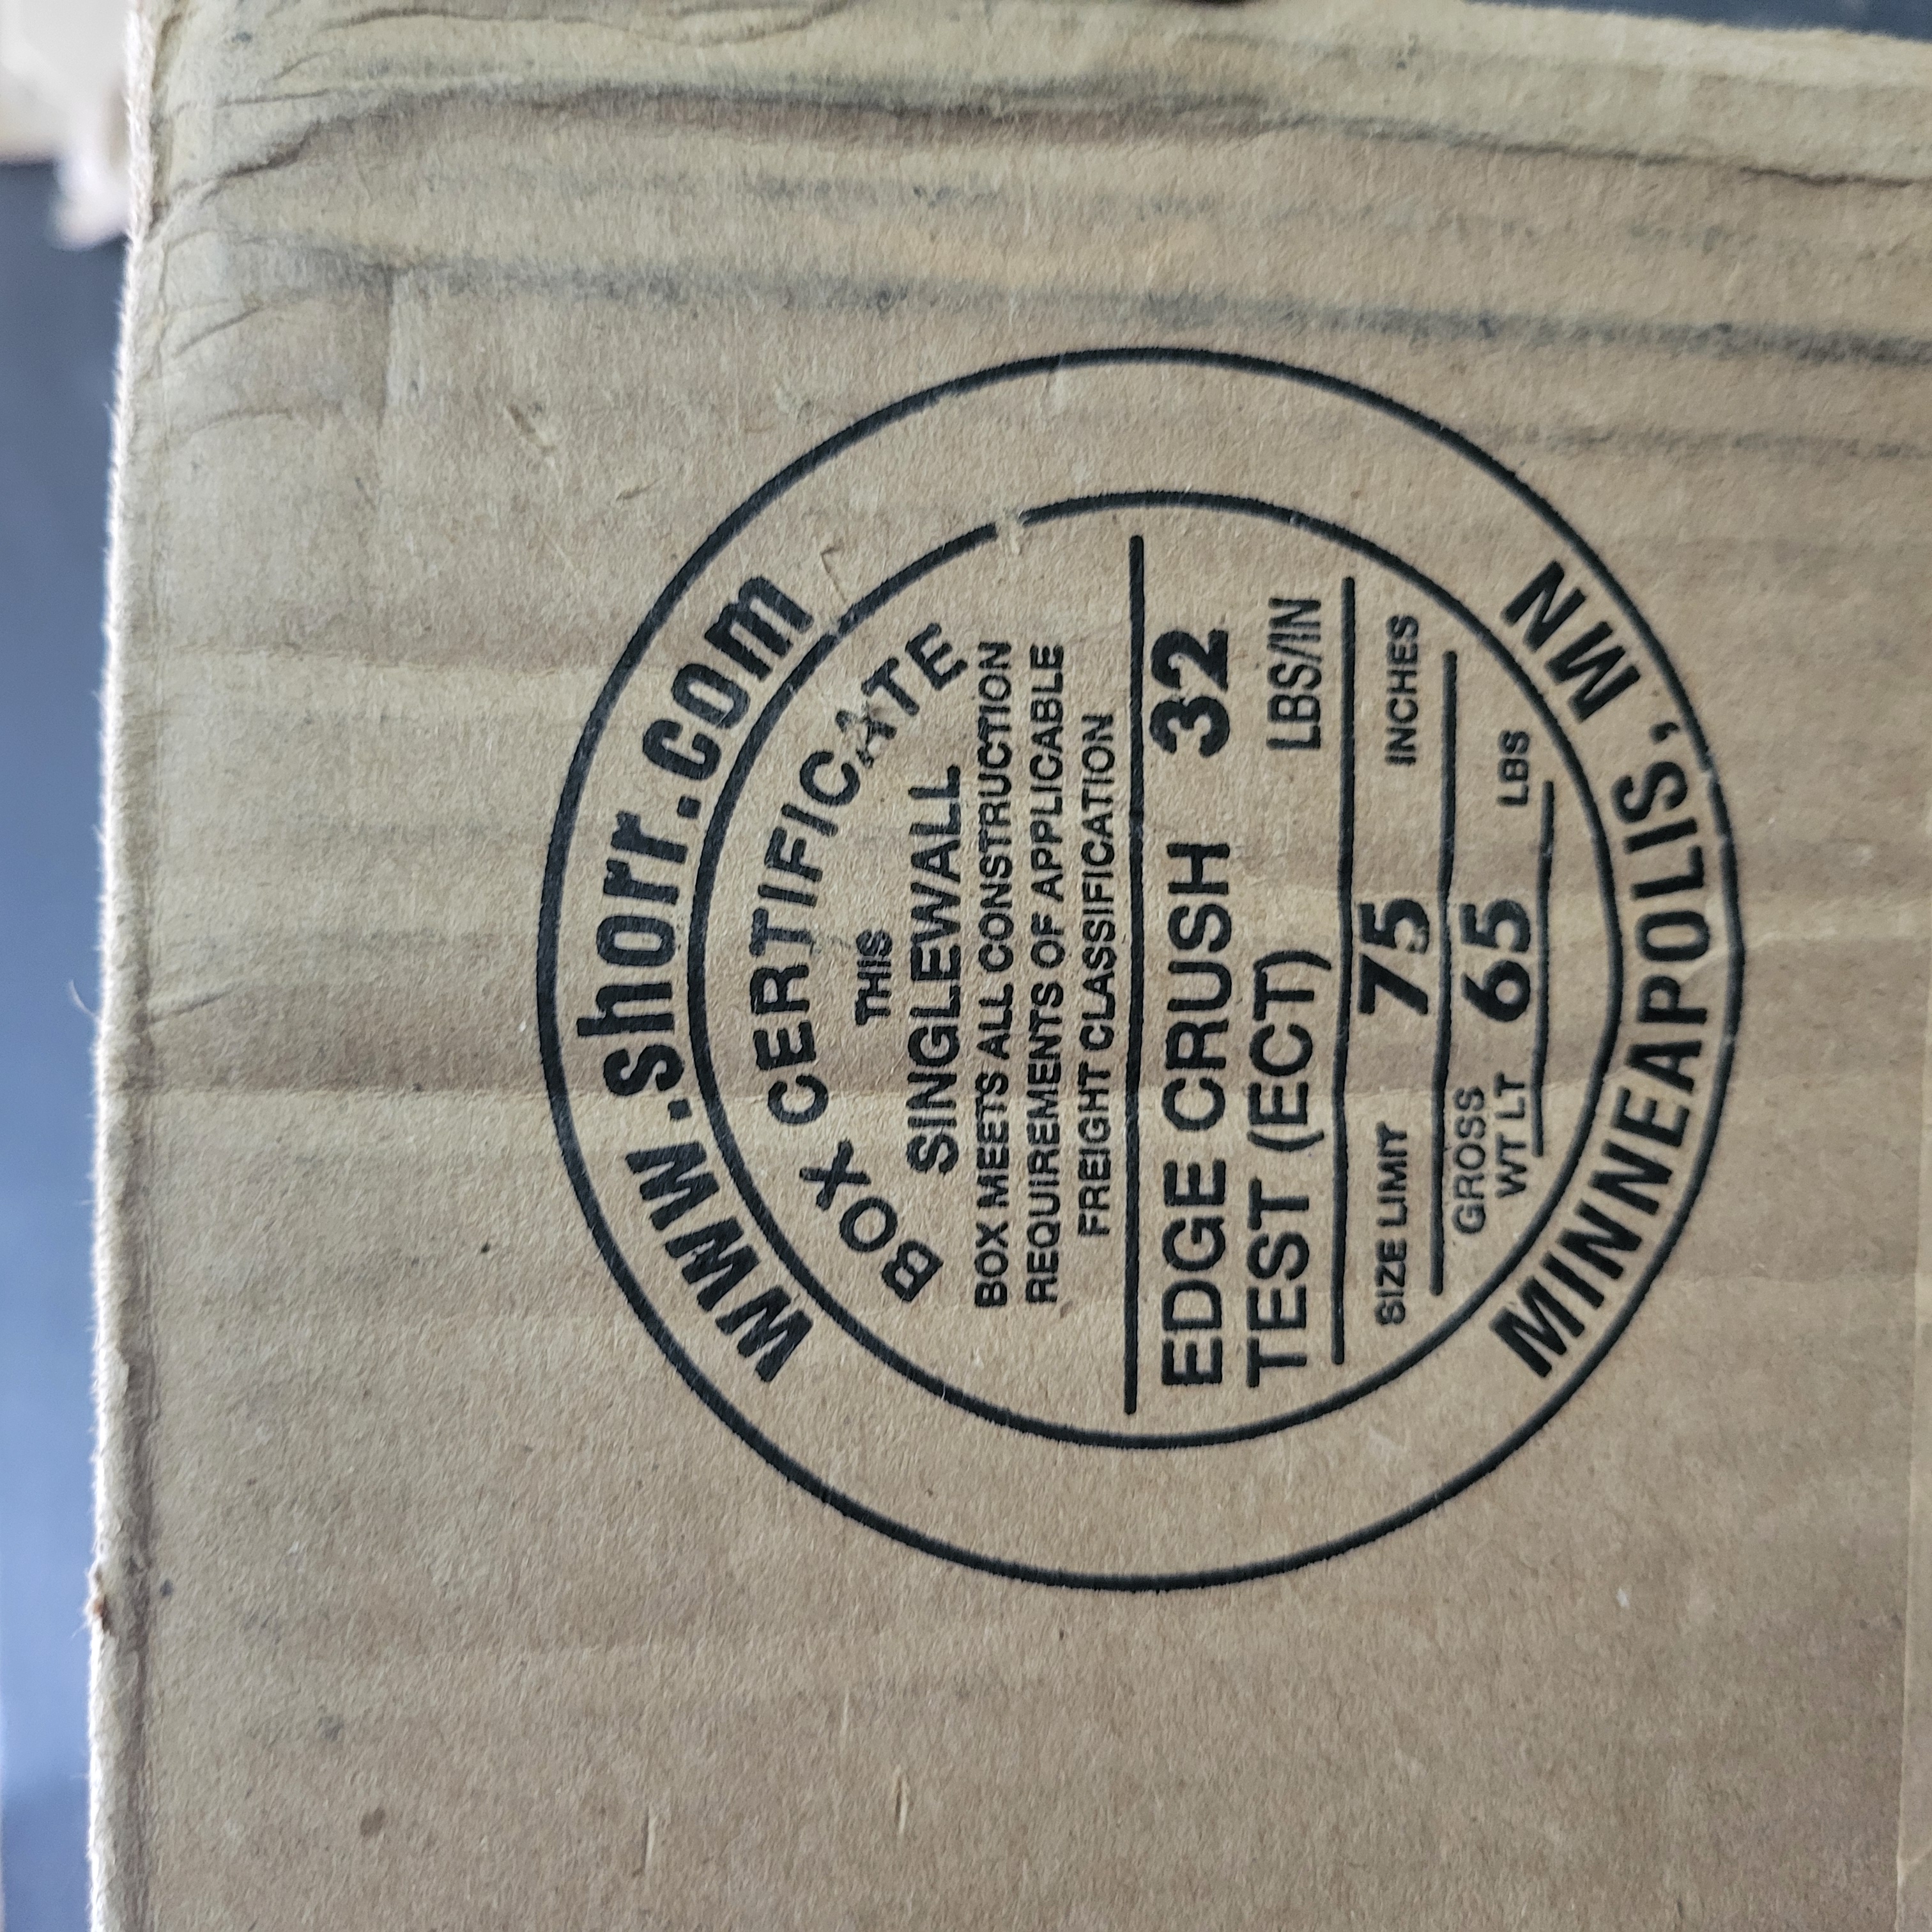 www.shorr.com
BOX CERTIFICATE
THIS
SINGLEWALL
BOX MEETS ALL CONSTRUCTION
REQUIREMENTS OF APPLICABLE
FREIGHT CLASSIFICATION
EDGE CRUSH 32
TEST (ECT) LBS/IN
SIZE LIMIT 75 INCHES
GROSS
WT LT 65 LBS
MINNEAPOLIS, MN